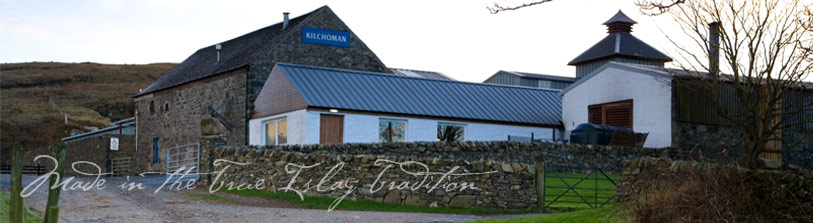 KILCHOMAN
Made in the True Islay Tradition